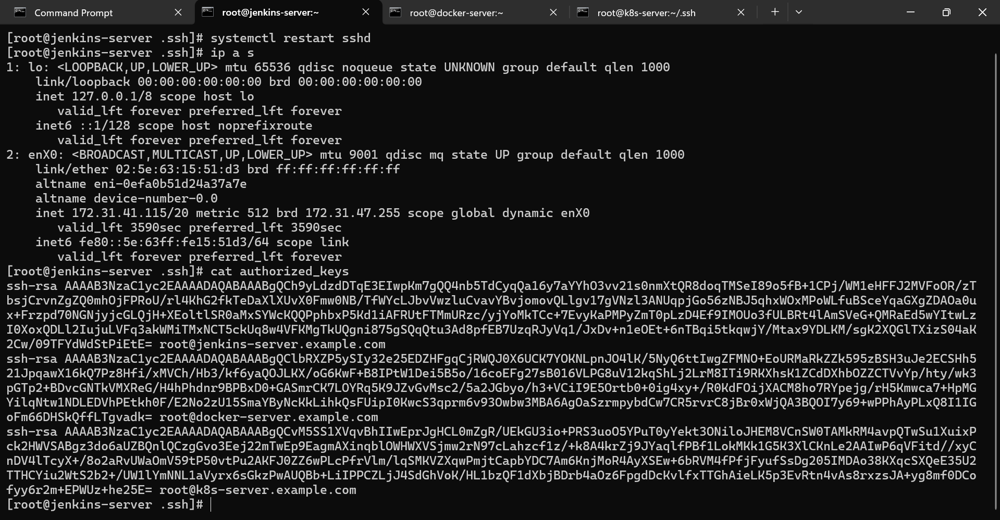 Command Prompt
root@jenkins-server:~
root@docker-server:~
root@k8s-server:~/.ssh
[root@jenkins-server .ssh]# systemctl restart sshd
[root@jenkins-server .ssh]# ip a s
1: lo: <LOOPBACK,UP,LOWER_UP> mtu 65536 qdisc noqueue state UNKNOWN group default qlen 1000
    link/loopback 00:00:00:00:00:00 brd 00:00:00:00:00:00
    inet 127.0.0.1/8 scope host lo
       valid_lft forever preferred_lft forever
    inet6 ::1/128 scope host noprefixroute
       valid_lft forever preferred_lft forever
2: enX0: <BROADCAST,MULTICAST,UP,LOWER_UP> mtu 9001 qdisc mq state UP group default qlen 1000
    link/ether 02:5e:63:15:51:d3 brd ff:ff:ff:ff:ff:ff
    altname eni-0efa0b51d24a37a7e
    altname device-number-0.0
    inet 172.31.41.115/20 metric 512 brd 172.31.47.255 scope global dynamic enX0
       valid_lft 3590sec preferred_lft 3590sec
    inet6 fe80::5e:63ff:fe15:51d3/64 scope link
       valid_lft forever preferred_lft forever
[root@jenkins-server .ssh]# cat authorized_keys
ssh-rsa AAAAB3NzaC1yc2EAAAADAQABAAABgQCh9yLdzdDTqE3EIwpKm7gQQ4nb5TdCyqQa16y7aYYhO3vv21s0nmXtQR8doqTMSeI89o5fB+1CPj/WM1eHFFJ2MVFoOR/zT
bsjCrvnZgZQ0mhOjFPRoU/rl4KhG2fkTeDaXlXUvX0Fmw0NB/TfWYcLJbvVwzluCvavYBvjomovQLlgv17gVNzl3ANUqpjGo56zNBJ5qhxWOxMPoWLfuBSceYqaGXgZDAOa0u
x+Frzpd70NGNjyjcGLQjH+XEoltlSR0aMxSYWcKQQPphbxP5Kd1iAFRUtFTMmURzc/yjYoMkTCc+7EvyKaPMPyZmT0pLzD4Ef9IMOUo3fULBRt4lAmSVeG+QMRaEd5wYItwLz
I0XoxQDLl2IujuLVFq3akWMiTMxNCT5ckUq8w4VFKMgTkUQgni875gSQqQtu3Ad8pfEB7UzqRJyVq1/JxDv+n1eOEt+6nTBqi5tkqwjY/Mtax9YDLKM/sgK2XQGlTXizS04aK
2Cw/09TFYdWdStPiEtE= root@jenkins-server.example.com
ssh-rsa AAAAB3NzaC1yc2EAAAADAQABAAABgQClbRXZP5ySIy32e25EDZHFgqCjRWQJ0X6UCK7YOKNLpnJO4lK/5NyQ6ttIwgZFMNO+EoURMaRkZZk595zBSH3uJe2ECSHh5
21JpqawX16kQ7Pz8Hfi/xMVCh/Hb3/kf6yaQOJLKX/oG6KwF+B8IPtW1Dei5B5o/16coEFg27sB016VLPG8uV12kqShLj2LrM8ITi9RKXhsK1ZCdDXhbOZZCTVvYp/hty/wk3
pGTp2+BDvcGNTkVMXReG/H4hPhdnr9BPBxD0+GASmrCK7LOYRq5K9JZvGvMsc2/5a2JGbyo/h3+VCiI9E5Ortb0+0ig4xy+/R0KdFOijXACM8ho7RYpejg/rH5Kmwca7+HpMG
YilqNtw1NDLEDVhPEtkh0F/E2No2zU15SmaYByNcKkLihkQsFUipI0KwcS3qprm6v93Owbw3MBA6AgOaSzrmpybdCw7CR5rvrC8jBr0xWjQA3BQOI7y69+wPPhAyPLxQ8I1IG
oFm66DHSkQffLTgvadk= root@docker-server.example.com
ssh-rsa AAAAB3NzaC1yc2EAAAADAQABAAABgQCvM5SS1XVqvBhIIwEprJgHCL0mZgR/UEkGU3io+PRS3uoO5YPuT0yYekt3ONiloJHEM8VCnSW0TAMkRM4avpQTwSu1XuixP
ck2HWVSABgz3do6aUZBQnlQCzgGvo3Eej22mTwEp9EagmAXinqblOWHWXVSjmw2rN97cLahzcf1z/+k8A4krZj9JYaqlfPBf1LokMKk1G5K3XlCKnLe2AAIwP6qVFitd//xyC
nDV4lTcyX+/8o2aRvUWaOmV59tP50vtPu2AKFJ0ZZ6wPLcPfrVlm/lqSMKVZXqwPmjtCapbYDC7Am6KnjMoR4AyXSEw+6bRVM4fPfjFyufSsDg205IMDAo38KXqcSXQeE35U2
TTHCYiu2WtS2b2+/UW1lYmNNL1aVyrx6sGkzPwAUQBb+LiIPPCZLjJ4SdGhVoK/HL1bzQF1dXbjBDrb4aOz6FpgdDcKvlfxTTGhAieLK5p3EvRtn4vAs8rxzsJA+yg8mf0DCo
fyy6r2m+EPWUz+he25E= root@k8s-server.example.com
[root@jenkins-server .ssh]#